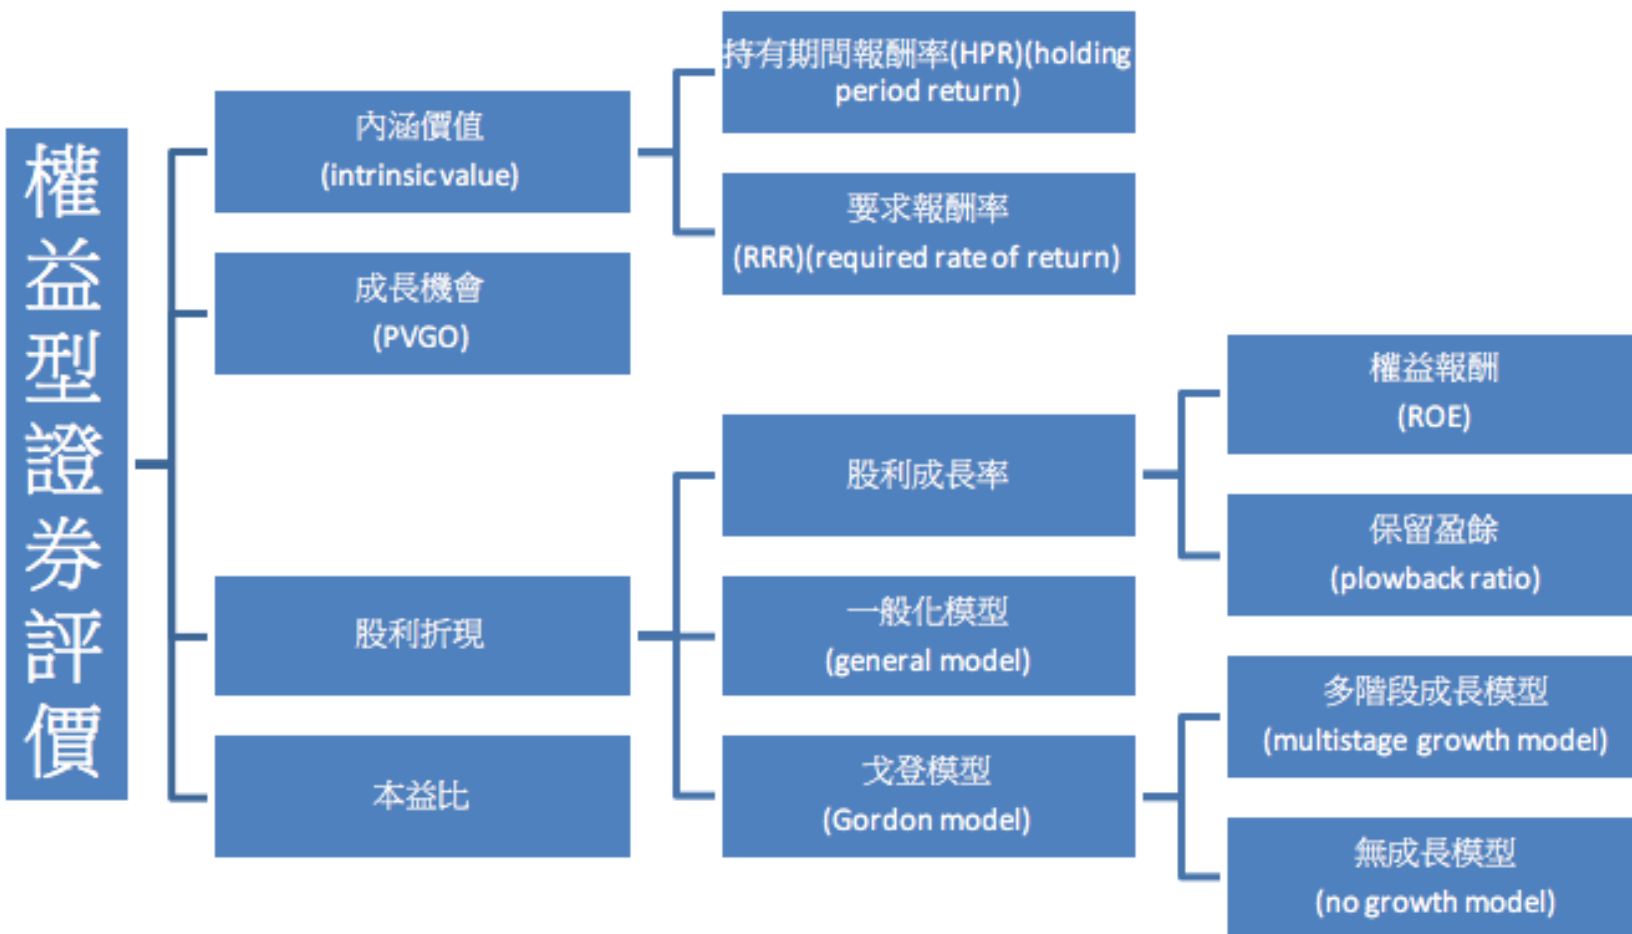 權益型證券評價
內涵價值
(intrinsic value)
持有期間報酬率(HPR)(holding
period return)
要求報酬率
(RRR)(required rate of return)
成長機會
(PVGO)
股利折現
股利成長率
權益報酬
(ROE)
保留盈餘
(plowback ratio)
一般化模型
(general model)
戈登模型
(Gordon model)
多階段成長模型
(multistage growth model)
無成長模型
(no growth model)
本益比